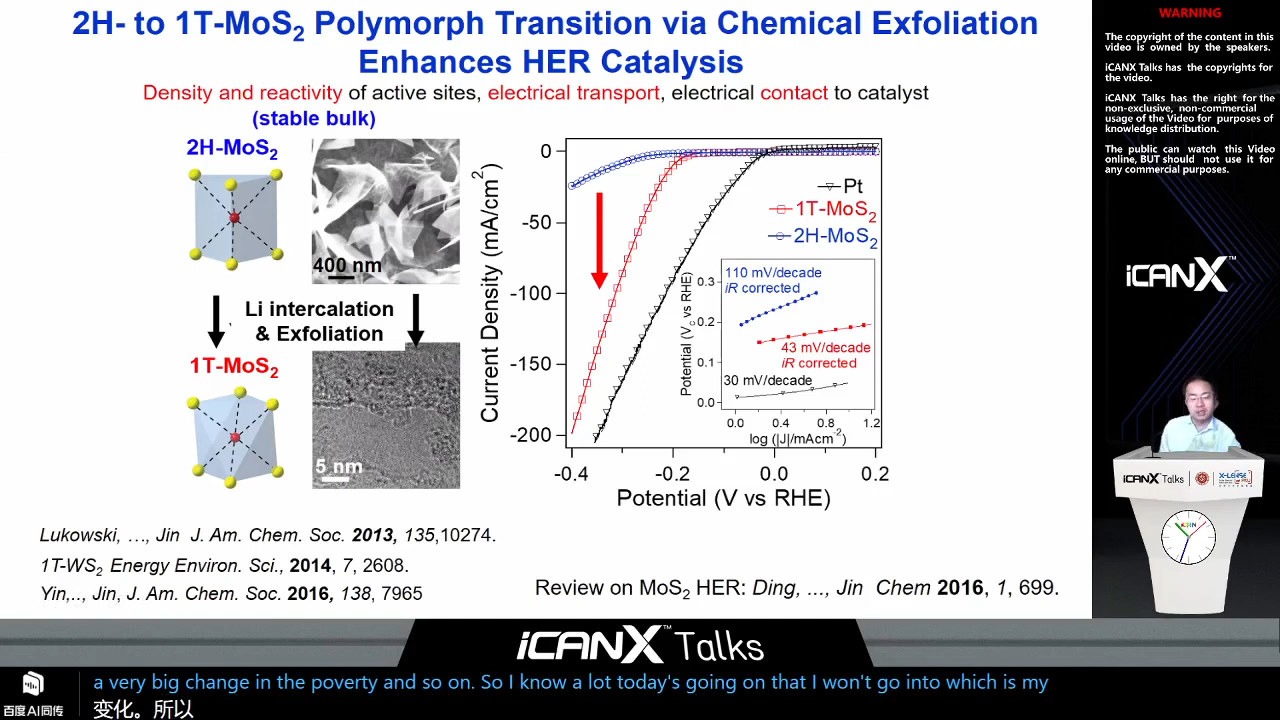 2H- to 1T-MoS2 Polymorph Transition via Chemical Exfoliation
Enhances HER Catalysis
Density and reactivity of active sites, electrical transport, electrical contact to catalyst
(stable bulk)
2H-MoS2
400 nm
Li intercalation
& Exfoliation
1T-MoS2
5 nm
Current Density (mA/cm2)
0
-50
-100
-150
-200
-0.4
-0.2
0.0
0.2
Potential (V vs RHE)
Pt
1T-MoS2
2H-MoS2
Potential (Vc vs RHE)
0.3
0.2
0.1
0.0
110 mV/decade
iR corrected
43 mV/decade
iR corrected
30 mV/decade
0.0
0.4
0.8
1.2
log (|J|/mAcm-2)
Lukowski, …, Jin J. Am. Chem. Soc. 2013, 135,10274.
1T-WS2 Energy Environ. Sci., 2014, 7, 2608.
Yin,.., Jin, J. Am. Chem. Soc. 2016, 138, 7965
Review on MoS2 HER: Ding, ..., Jin Chem 2016, 1, 699.
WARNING
The copyright of the content in this
video is owned by the speakers.
iCANX Talks has the copyrights for
the video.
iCANX Talks has the right for the
non-exclusive, non-commercial
usage of the Video for purposes of
knowledge distribution.
The public can watch this Video
online, BUT should not use it for
any commercial purposes.
iCANX™
iCANX Talks
X-LENSE
iCANX™ Talks
百度AI同传
a very big change in the poverty and so on. So I know a lot today's going on that I won't go into which is my
变化。所以